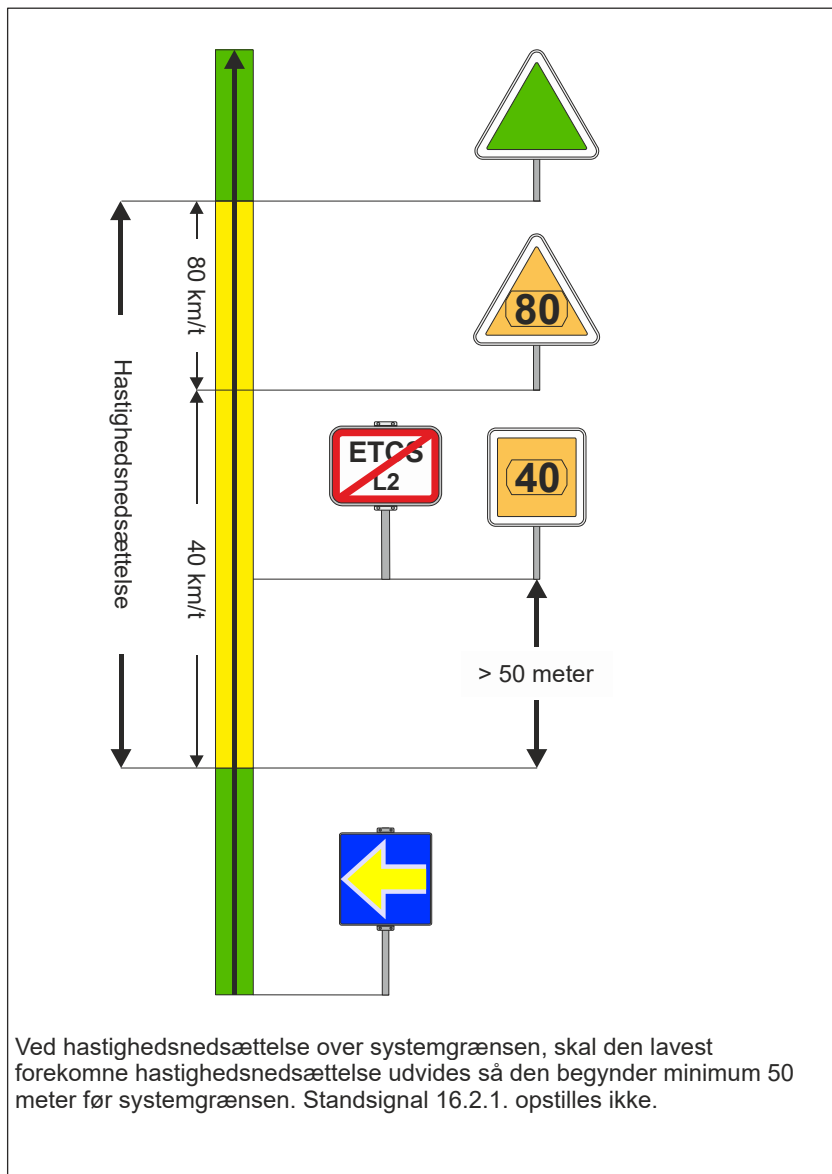 80 km/t
80
Hastighedsnedsættelse
ETCS
L2
40
40 km/t
> 50 meter
Ved hastighedsnedsættelse over systemgrænsen, skal den lavest
forekomne hastighedsnedsættelse udvides så den begynder minimum 50
meter før systemgrænsen. Standsignal 16.2.1. opstilles ikke.